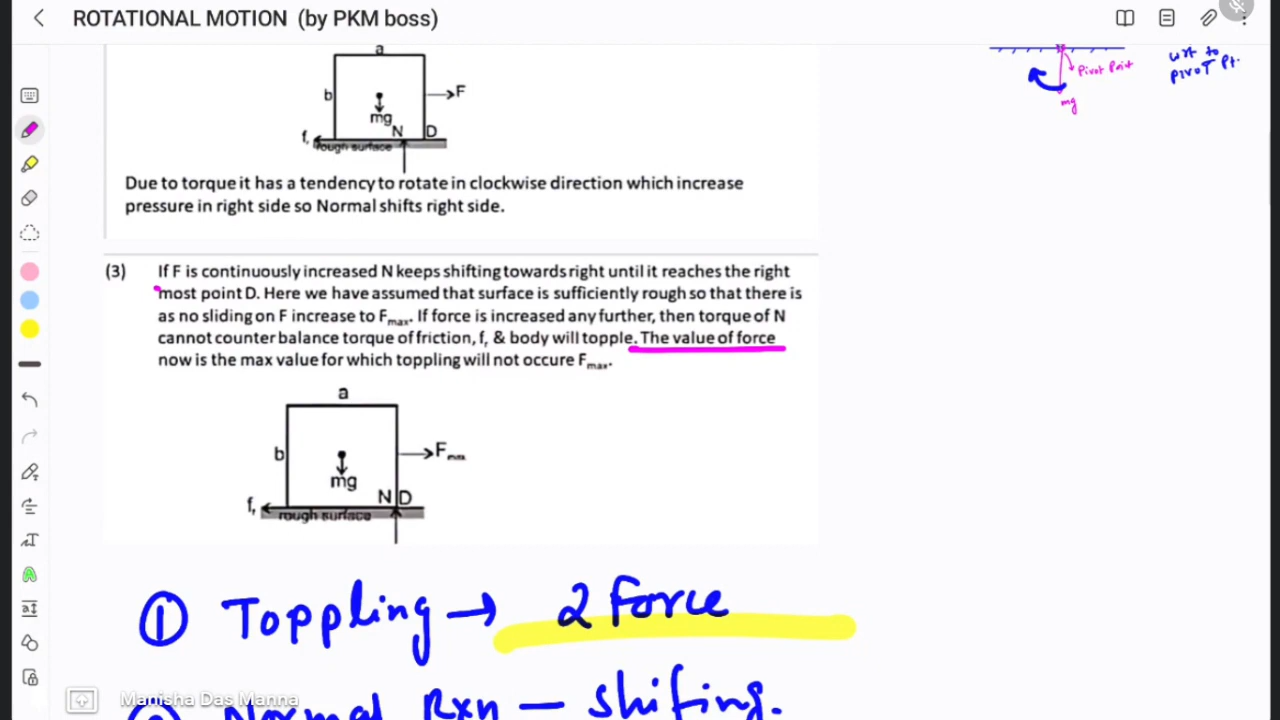 ROTATIONAL MOTION (by PKM boss)
a
b
F
mg
N
D
fr
rough surface
wrt to
pivot Pt.
Pivot Point
mg
Due to torque it has a tendency to rotate in clockwise direction which increase
pressure in right side so Normal shifts right side.
(3) If F is continuously increased N keeps shifting towards right until it reaches the right
most point D. Here we have assumed that surface is sufficiently rough so that there is
as no sliding on F increase to Fmax. If force is increased any further, then torque of N
cannot counter balance torque of friction, fr & body will topple. The value of force
now is the max value for which toppling will not occure Fmax.
a
b
Fmax
mg
N D
fr
rough surface
① Toppling → 2 force
Manisha Das Manna
Normal Rxn — shifting.